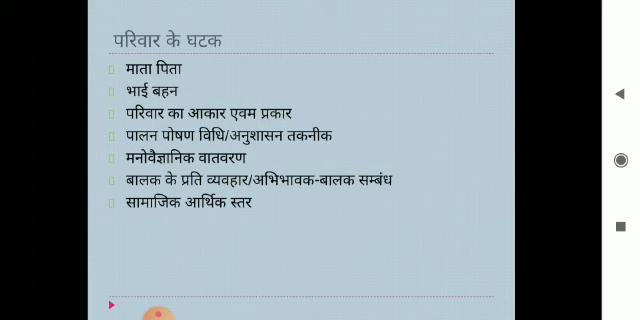 परिवार के घटक
माता पिता
भाई बहन
परिवार का आकार एवम प्रकार
पालन पोषण विधि/अनुशासन तकनीक
मनोवैज्ञानिक वातवरण
बालक के प्रति व्यवहार/अभिभावक-बालक सम्बंध
सामाजिक आर्थिक स्तर